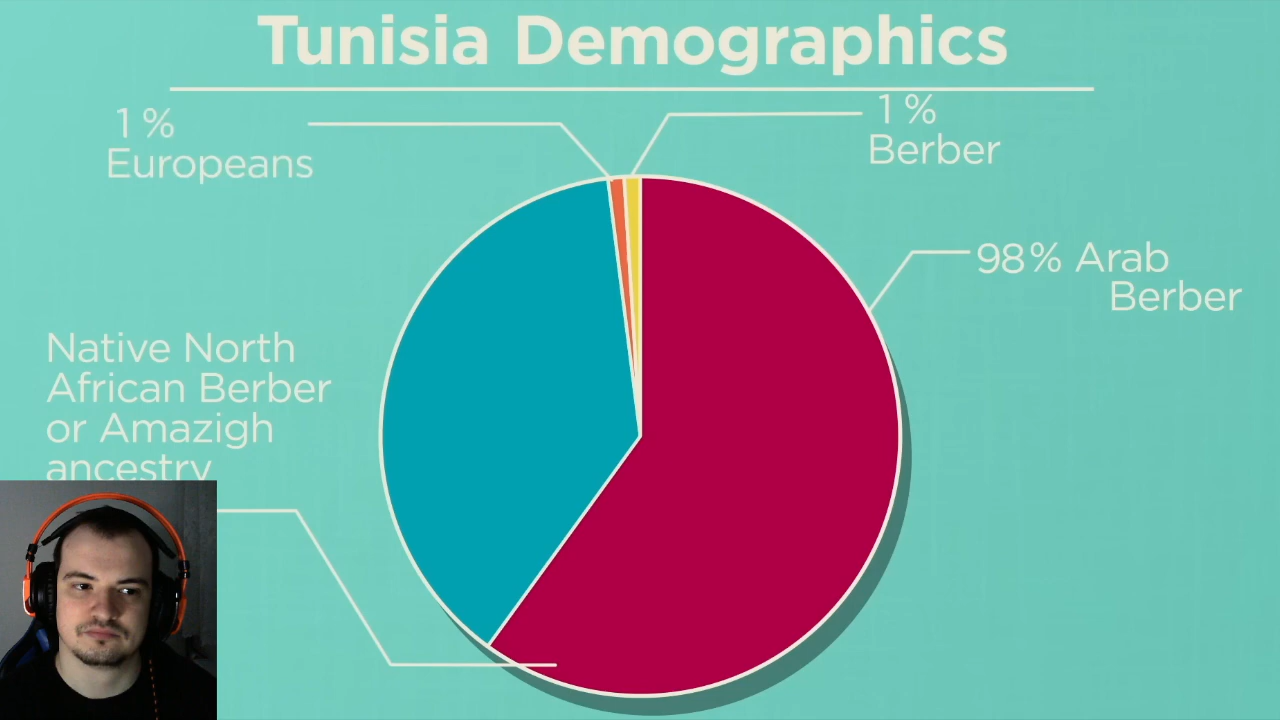 Tunisia Demographics
1%
Europeans
1%
Berber
98% Arab
Berber
Native North
African Berber
or Amazigh
ancestry